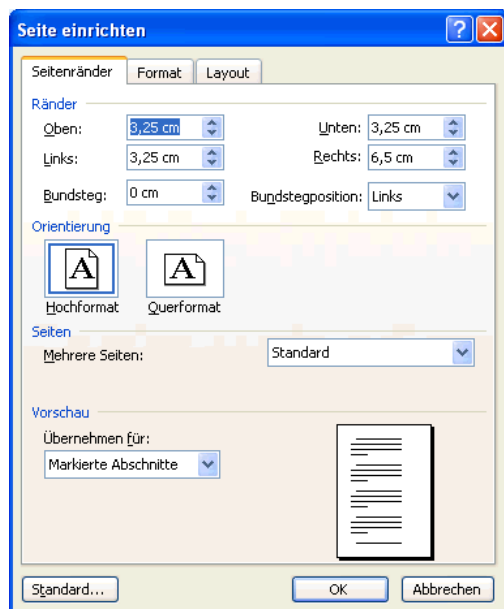 Seite einrichten
Seitenränder Format Layout
Ränder
Oben: 3,25 cm Unten: 3,25 cm
Links: 3,25 cm Rechts: 6,5 cm
Bundsteg: 0 cm Bundstegposition: Links
Orientierung
A A
Hochformat Querformat
Seiten
Mehrere Seiten: Standard
Vorschau
Übernehmen für:
Markierte Abschnitte
Standard... OK Abbrechen